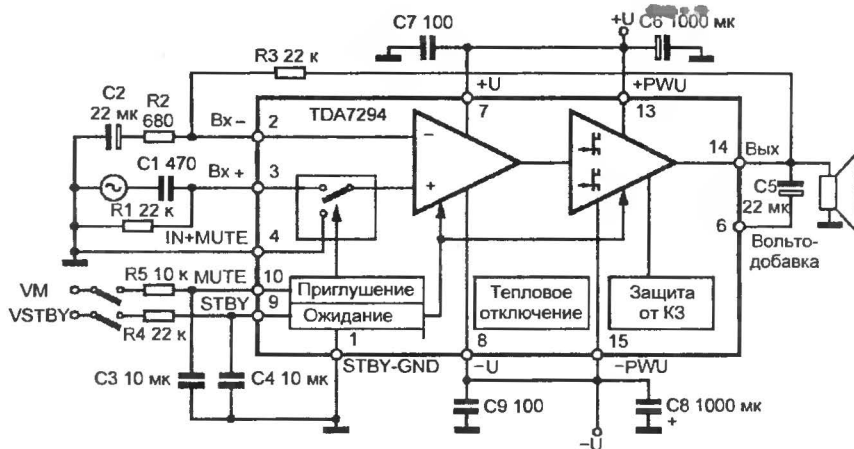 C7 100
+U
C6 1000 мк
R3 22 к
+U
+PWU
C2
22 мк
R2
680
Вх–
2
TDA7294
7
13
–
14
Вых
C1 470
Вх+
3
+
C5
22 мк
R1 22 к
4
IN+MUTE
6
Вольто-
добавка
VM
R5 10 к
MUTE
10
Приглушение
Тепловое
отключение
Защита
от КЗ
VSTBY
R4 22 к
STBY
9
Ожидание
1
8
15
STBY-GND
–U
–PWU
C3 10 мк
C4 10 мк
C9 100
C8 1000 мк
+
–U